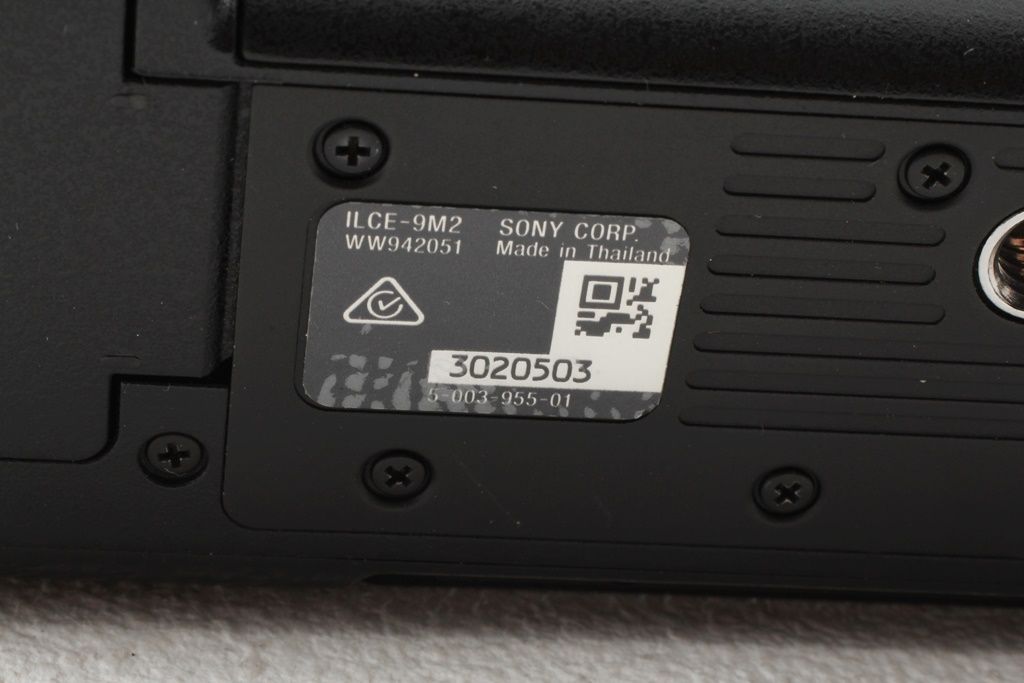 ILCE-9M2
WW942051
SONY CORP.
Made in Thailand
3020503
5-003-955-01